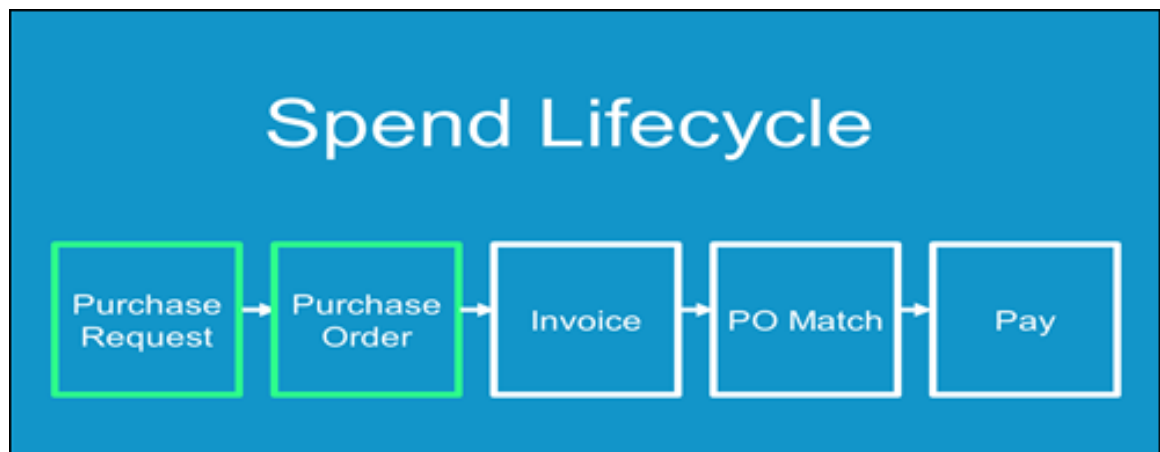 Spend Lifecycle
Purchase
Request
Purchase
Order
Invoice
PO Match
Pay